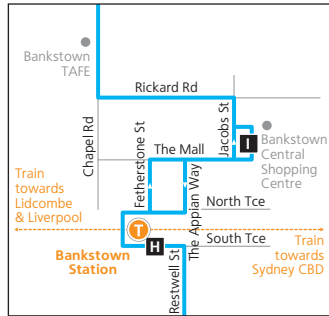 Bankstown
TAFE
Rickard Rd
Chapel Rd
Fetherstone St
Jacobs St
I
The Mall
Bankstown
Central
Shopping
Centre
The Appian Way
Train
towards
Lidcombe
& Liverpool
North Tce
T
H
South Tce
Bankstown
Station
Restwell St
Train
towards
Sydney CBD